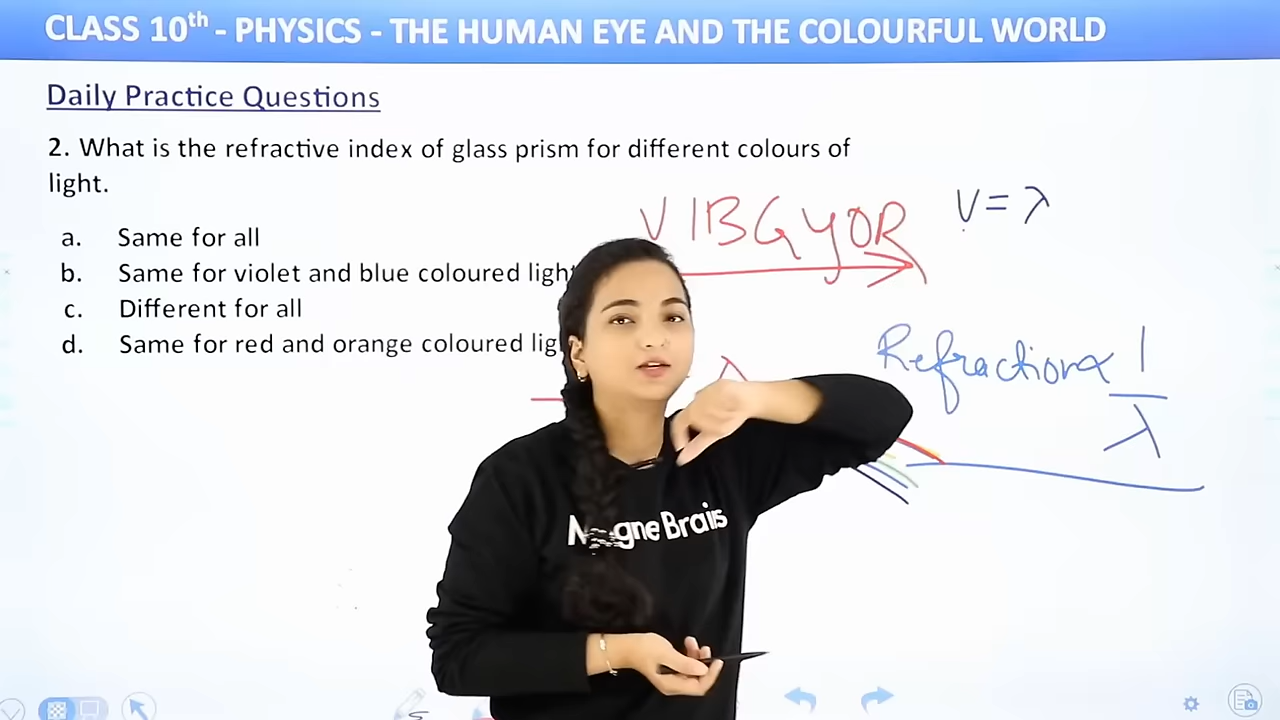 CLASS 10th - PHYSICS - THE HUMAN EYE AND THE COLOURFUL WORLD
Daily Practice Questions
2. What is the refractive index of glass prism for different colours of
light.
a. Same for all
b. Same for violet and blue coloured light
c. Different for all
d. Same for red and orange coloured lig
VIBGYOR
V = λ
Refraction ∝ 1
λ
λ
Magne Brains